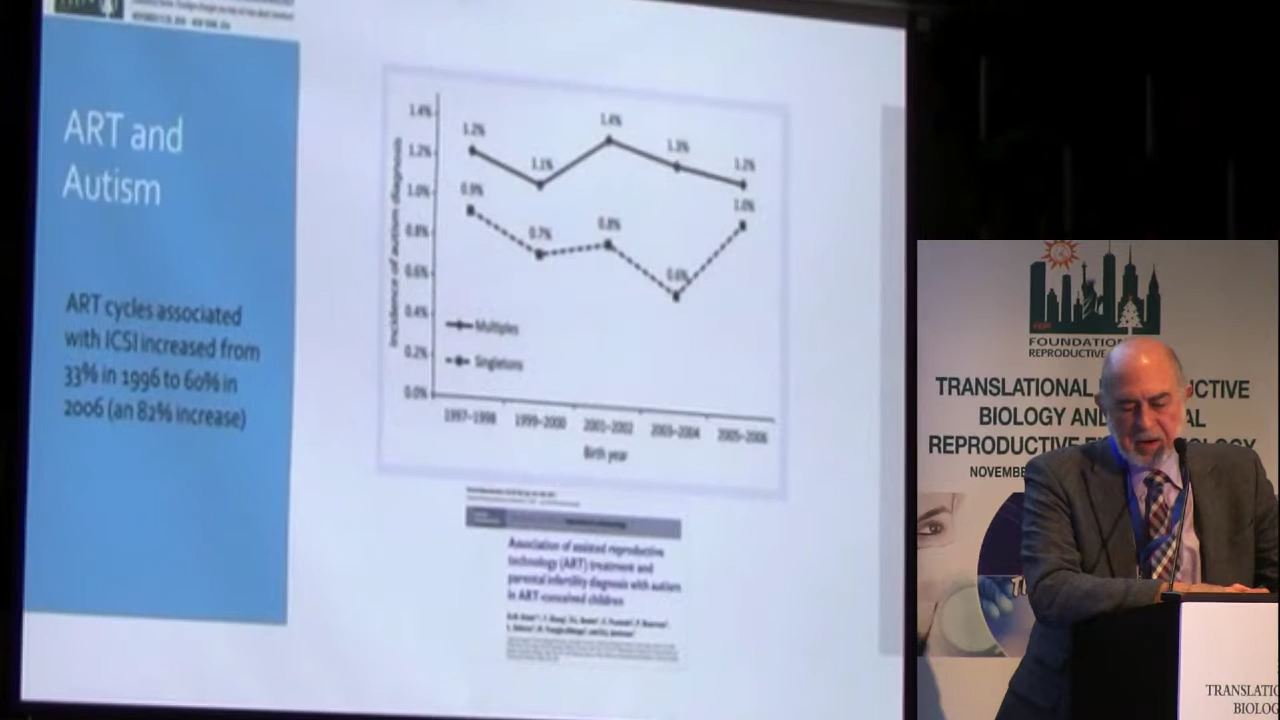 ART and
Autism
ART cycles associated
with ICSI increased from
33% in 1996 to 60% in
2006 (an 82% increase)
Incidence of autism diagnosis
1.4%
1.2%
1.0%
0.8%
0.6%
0.4%
0.2%
0.0%
1.2%
1.1%
1.4%
1.3%
1.2%
0.9%
0.7%
0.8%
0.6%
1.0%
Multiples
Singletons
1997–1998
1999–2000
2001–2002
2003–2004
2005–2006
Birth year
Association of assisted reproductive
technology (ART) treatment and
parental infertility diagnosis with autism
in ART-conceived children
FOUNDATION
REPRODUCTIVE
TRANSLATIONAL
BIOLOGY AND
REPRODUCTIVE
NOVEMBE
TRANSLATIO
BIOLOG